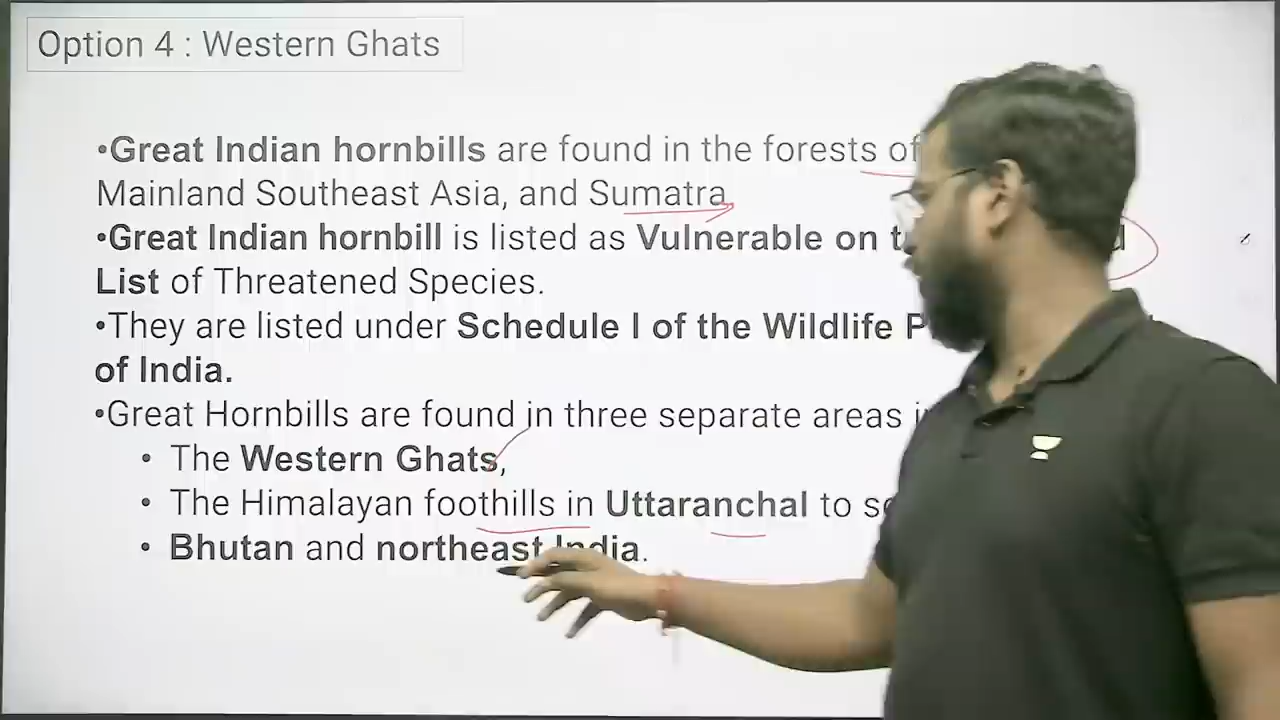 Option 4 : Western Ghats
•Great Indian hornbills are found in the forests of
Mainland Southeast Asia, and Sumatra
•Great Indian hornbill is listed as Vulnerable on
List of Threatened Species.
•They are listed under Schedule I of the Wildlife
of India.
•Great Hornbills are found in three separate areas
• The Western Ghats,
• The Himalayan foothills in Uttaranchal to
• Bhutan and northeast India.